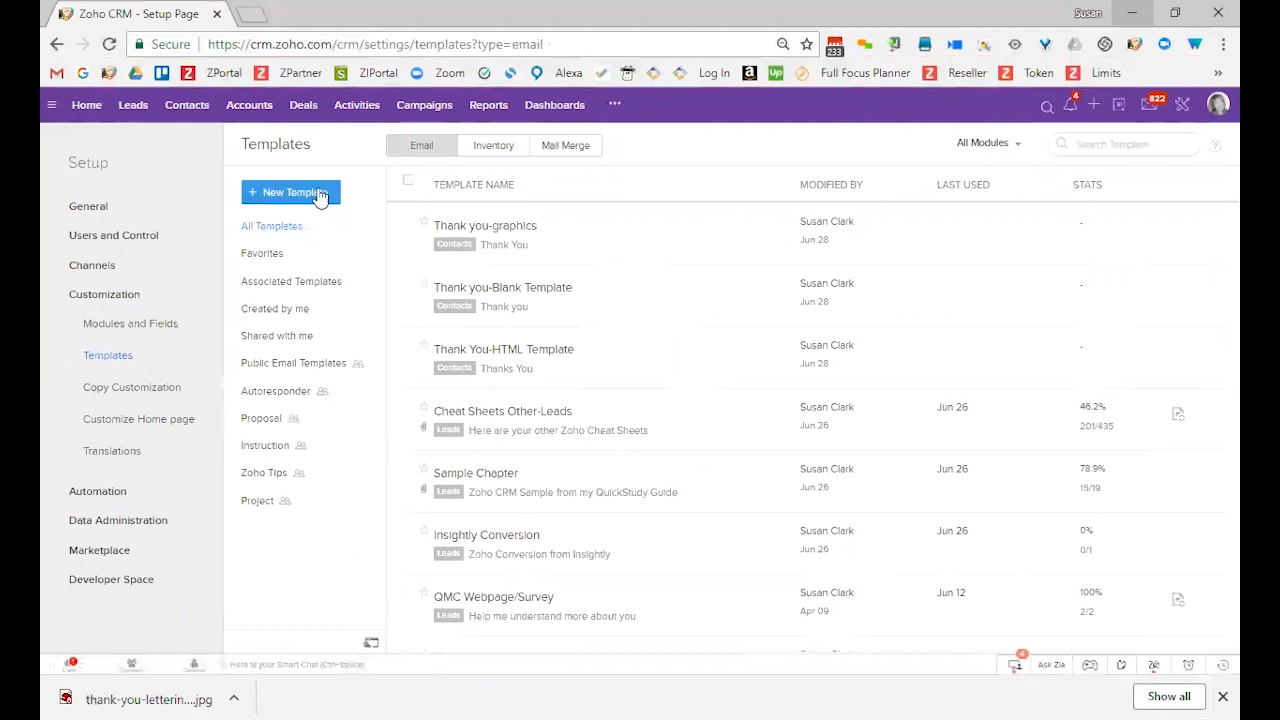 Zoho CRM - Setup Page
Susan
Secure
https://crm.zoho.com/crm/settings/templates?type=email
233
ZPortal
ZPartner
ZIPortal
Zoom
Alexa
Log In
Full Focus Planner
Reseller
Token
Limits
»
Home
Leads
Contacts
Accounts
Deals
Activities
Campaigns
Reports
Dashboards
4
822
Setup
General
Users and Control
Channels
Customization
Modules and Fields
Templates
Copy Customization
Customize Home page
Translations
Automation
Data Administration
Marketplace
Developer Space
Templates
Email
Inventory
Mail Merge
All Modules
Search Template
+ New Template
All Templates
Favorites
Associated Templates
Created by me
Shared with me
Public Email Templates
Autoresponder
Proposal
Instruction
Zoho Tips
Project
TEMPLATE NAME
MODIFIED BY
LAST USED
STATS
Thank you-graphics
Contacts Thank You
Susan Clark
Jun 28
-
Thank you-Blank Template
Contacts Thank you
Susan Clark
Jun 28
-
Thank You-HTML Template
Contacts Thanks You
Susan Clark
Jun 28
-
Cheat Sheets Other-Leads
Leads Here are your other Zoho Cheat Sheets
Susan Clark
Jun 26
Jun 26
46.2%
201/435
Sample Chapter
Leads Zoho CRM Sample from my QuickStudy Guide
Susan Clark
Jun 26
Jun 26
78.9%
15/19
Insightly Conversion
Leads Zoho Conversion from Insightly
Susan Clark
Jun 26
Jun 26
0%
0/1
QMC Webpage/Survey
Leads Help me understand more about you
Susan Clark
Apr 09
Jun 12
100%
2/2
Here is your Smart Chat (Ctrl+Space)
Ask Zia
thank-you-letterin....jpg
Show all